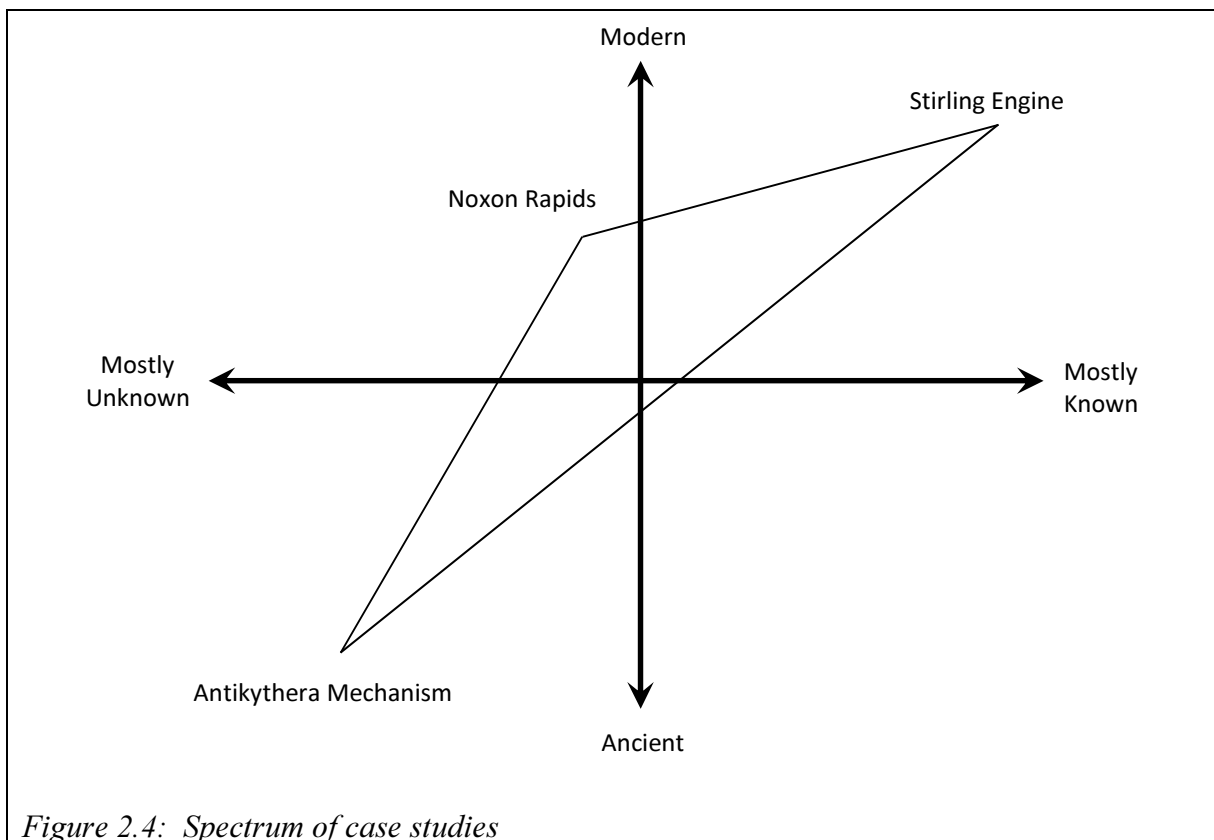 Modern
Stirling Engine
Noxon Rapids
Mostly
Unknown
Mostly
Known
Antikythera Mechanism
Ancient
Figure 2.4:  Spectrum of case studies